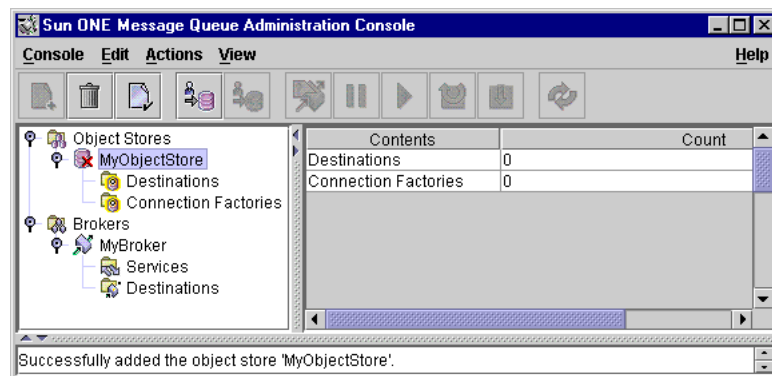 Sun ONE Message Queue Administration Console
Console Edit Actions View Help
Object Stores
MyObjectStore
Destinations
Connection Factories
Brokers
MyBroker
Services
Destinations
Contents Count
Destinations 0
Connection Factories 0
Successfully added the object store 'MyObjectStore'.